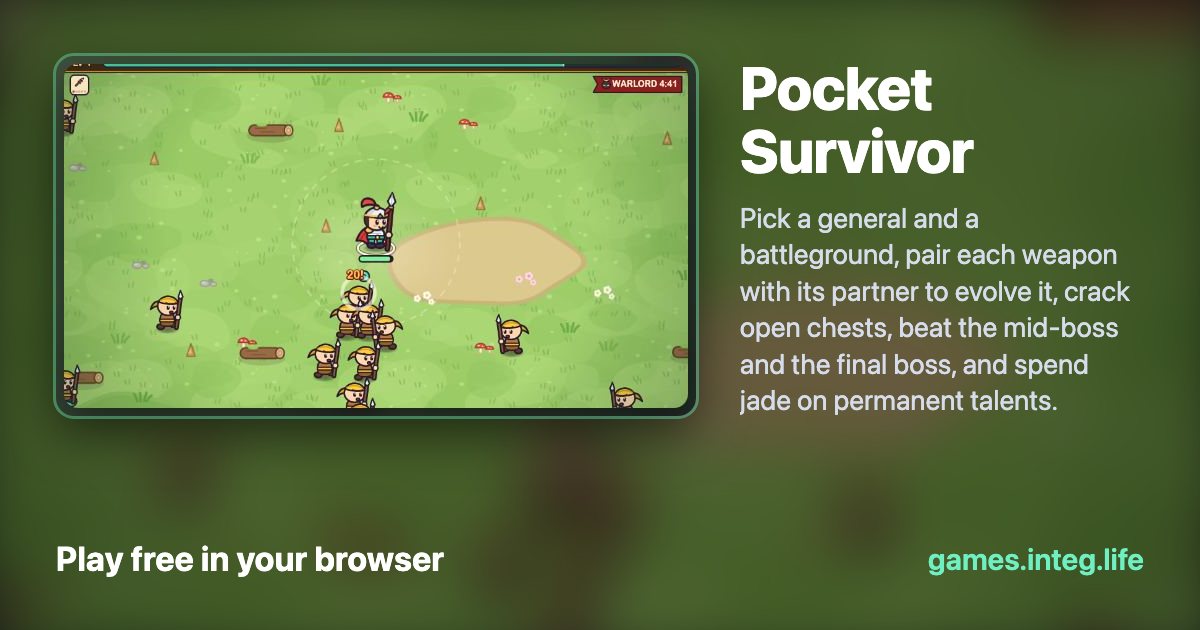 WARLORD 4:41
20!
Pocket
Survivor
Pick a general and a
battleground, pair each weapon
with its partner to evolve it, crack
open chests, beat the mid-boss
and the final boss, and spend
jade on permanent talents.
Play free in your browser
games.integ.life